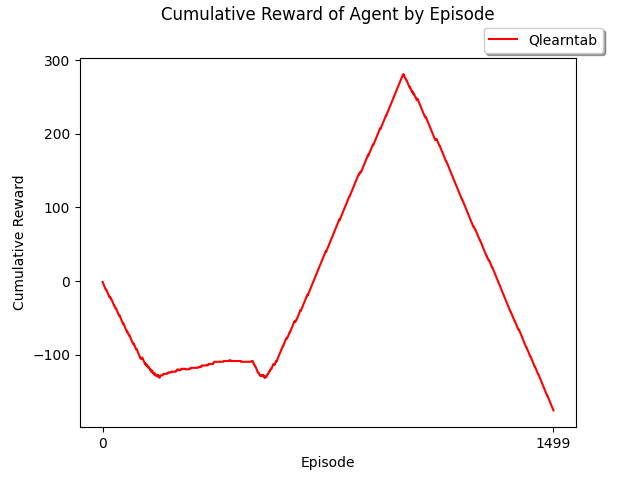 Cumulative Reward of Agent by Episode
Qlearntab
300
200
100
0
−100
Cumulative Reward
0
1499
Episode